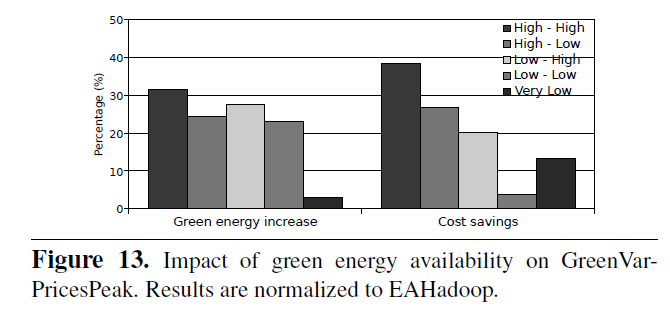 50
40
30
20
10
0
Percentage (%)
High - High
High - Low
Low - High
Low - Low
Very Low
Green energy increase
Cost savings
Figure 13. Impact of green energy availability on GreenVar-
PricesPeak. Results are normalized to EAHadoop.